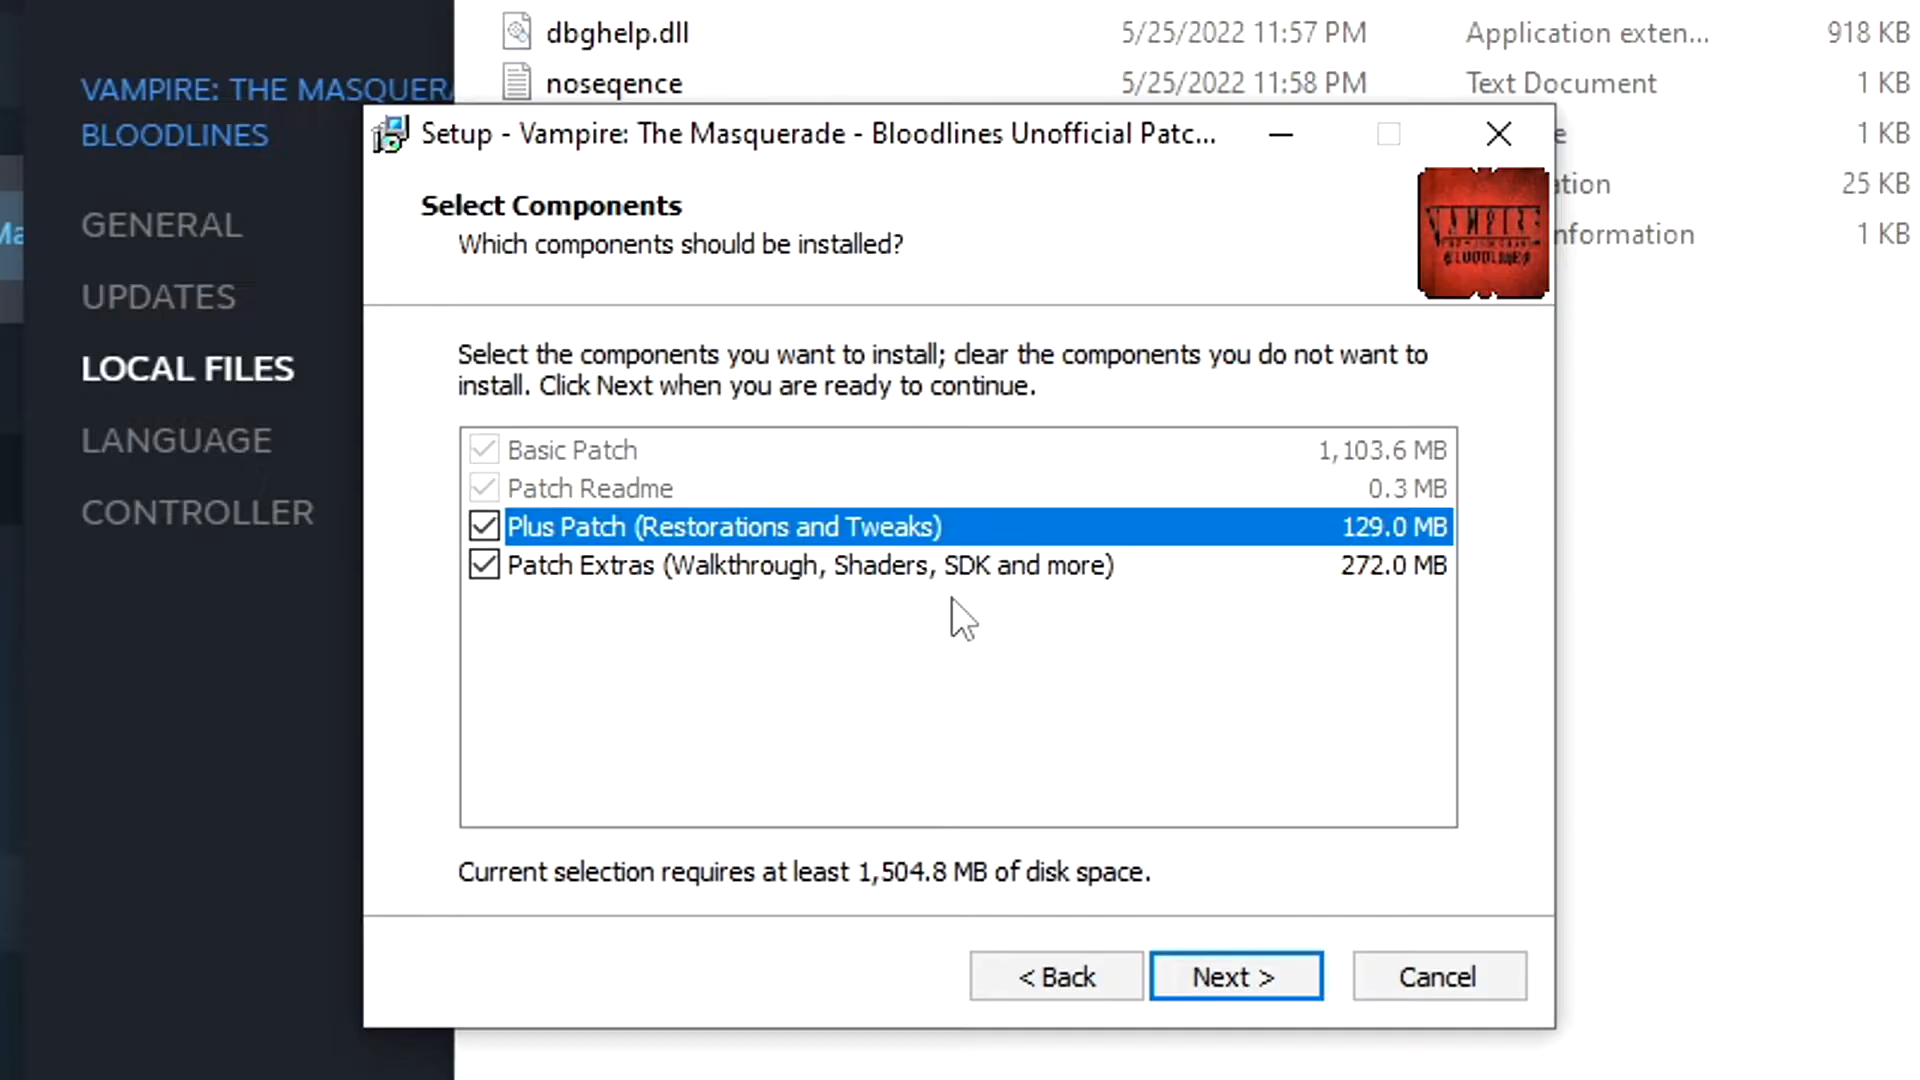 VAMPIRE: THE MASQUERA
BLOODLINES
GENERAL
UPDATES
LOCAL FILES
LANGUAGE
CONTROLLER
Ma
dbghelp.dll 5/25/2022 11:57 PM Application exten... 918 KB
noseqence 5/25/2022 11:58 PM Text Document 1 KB
e 1 KB
ation 25 KB
nformation 1 KB
Setup - Vampire: The Masquerade - Bloodlines Unofficial Patc...
Select Components
Which components should be installed?
VAMPIRE
BLOODLINES
Select the components you want to install; clear the components you do not want to
install. Click Next when you are ready to continue.
Basic Patch 1,103.6 MB
Patch Readme 0.3 MB
Plus Patch (Restorations and Tweaks) 129.0 MB
Patch Extras (Walkthrough, Shaders, SDK and more) 272.0 MB
Current selection requires at least 1,504.8 MB of disk space.
< Back Next > Cancel